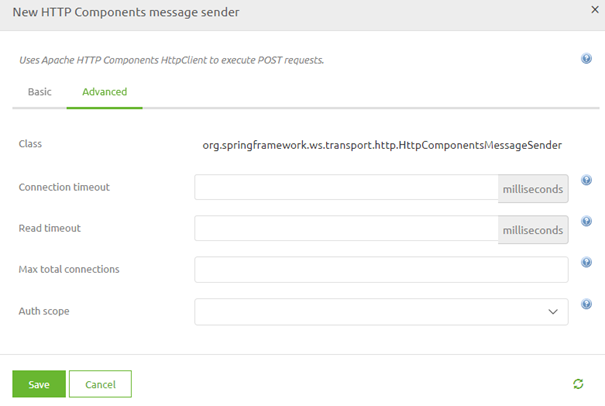 New HTTP Components message sender
Uses Apache HTTP Components HttpClient to execute POST requests.
Basic
Advanced
Class
org.springframework.ws.transport.http.HttpComponentsMessageSender
Connection timeout
milliseconds
Read timeout
milliseconds
Max total connections
Auth scope
Save
Cancel